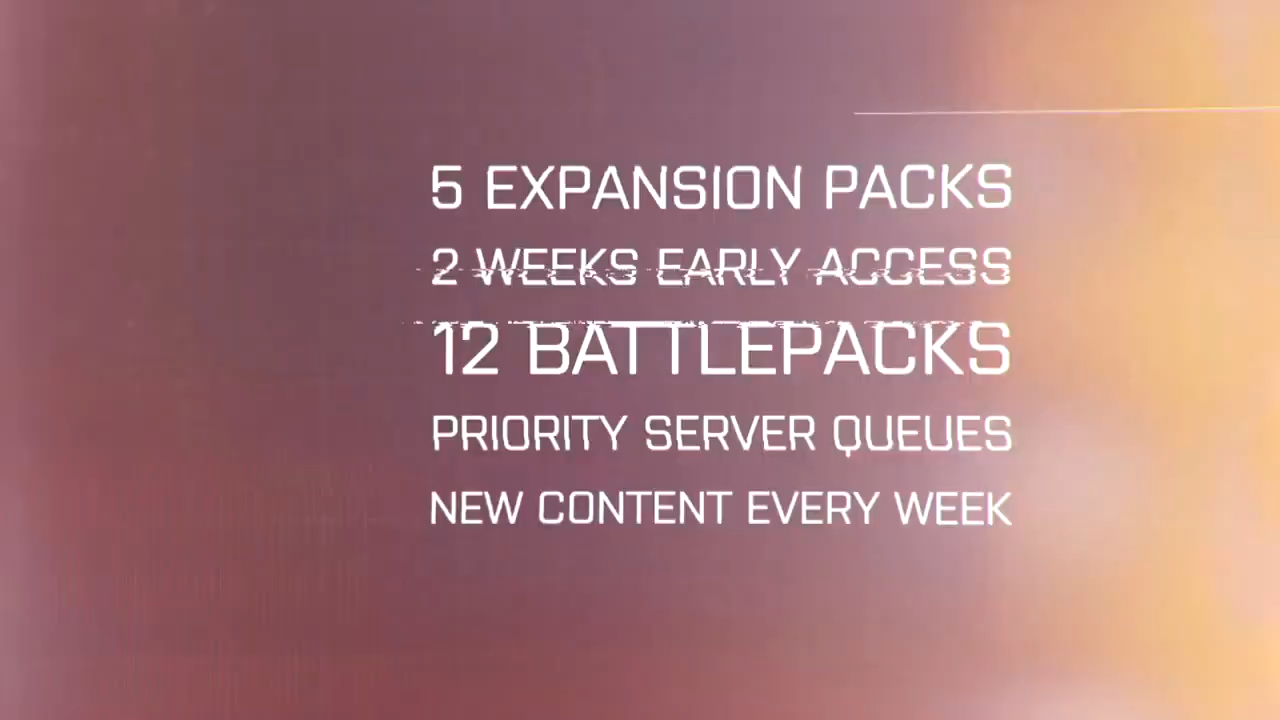 5 EXPANSION PACKS
2 WEEKS EARLY ACCESS
12 BATTLEPACKS
PRIORITY SERVER QUEUES
NEW CONTENT EVERY WEEK